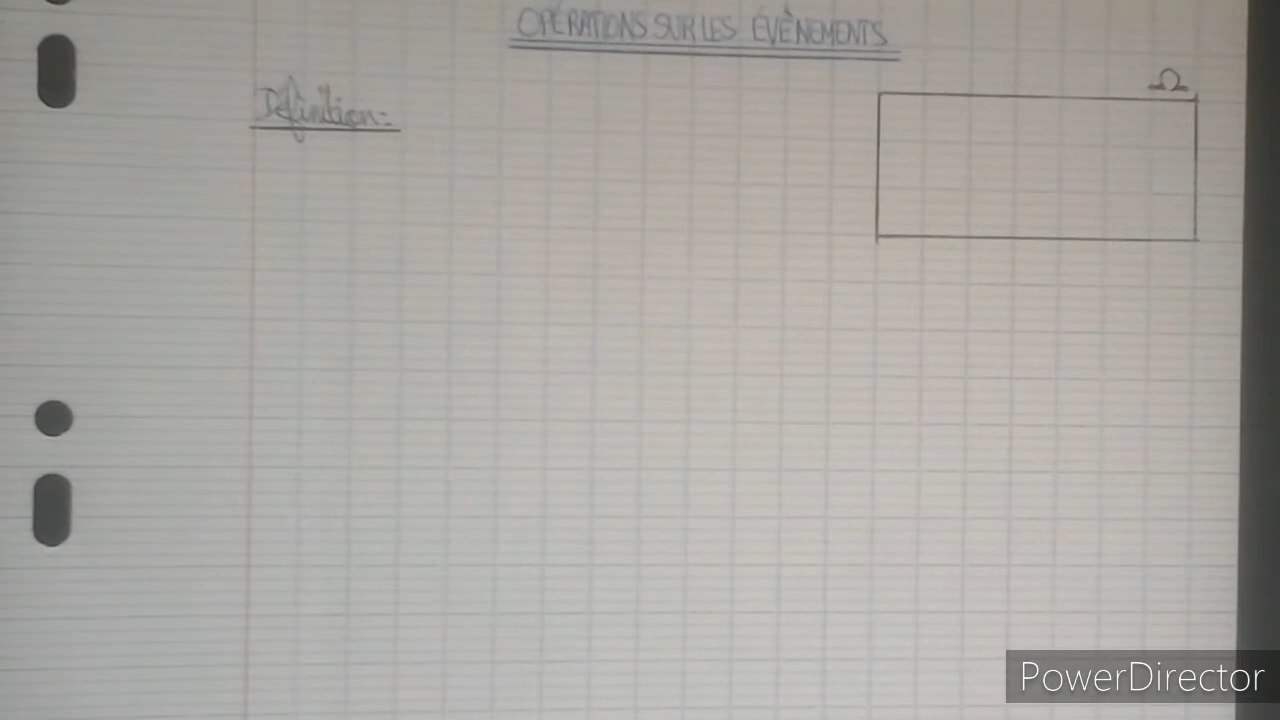 OPÉRATIONS SUR LES ÉVÈNEMENTS
Ω
Définition:
PowerDirector